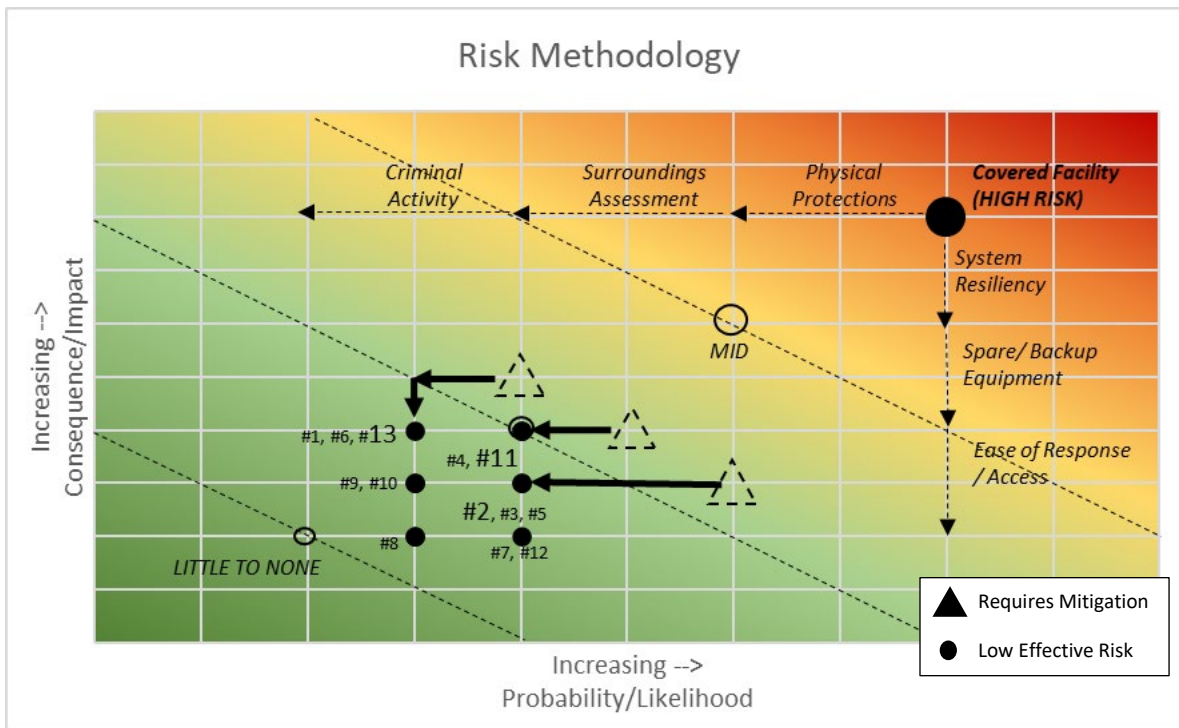 Risk Methodology
Criminal
Activity
Surroundings
Assessment
Physical
Protections
Covered Facility
(HIGH RISK)
System
Resiliency
MID
Spare/ Backup
Equipment
#1, #6, #13
#4, #11
Ease of Response
/ Access
#9, #10
#2, #3, #5
#8
#7, #12
LITTLE TO NONE
Requires Mitigation
Low Effective Risk
Increasing -->
Consequence/Impact
Increasing -->
Probability/Likelihood